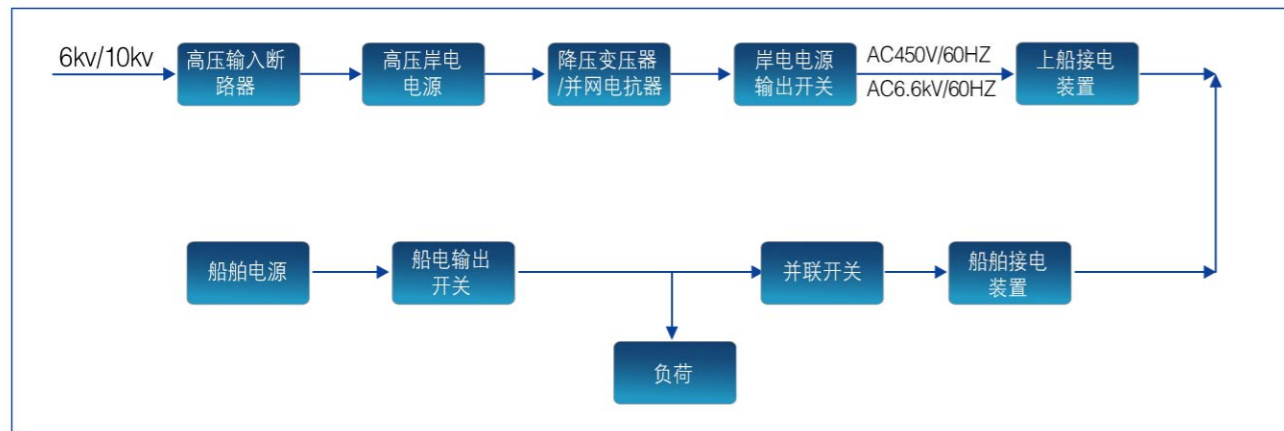 6kv/10kv
高压输入断
路器
高压岸电
电源
降压变压器
/并网电抗器
岸电电源
输出开关
AC450V/60HZ
AC6.6kV/60HZ
上船接电
装置
船舶电源
船电输出
开关
并联开关
船舶接电
装置
负荷